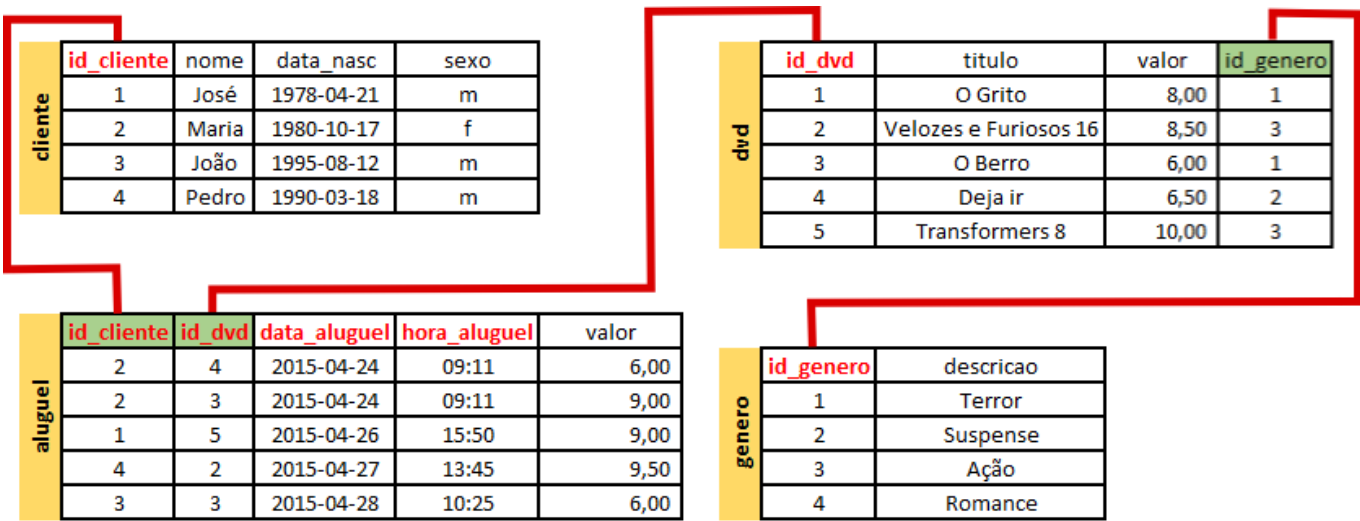 cliente
id_cliente nome data_nasc sexo
1 José 1978-04-21 m
2 Maria 1980-10-17 f
3 João 1995-08-12 m
4 Pedro 1990-03-18 m
dvd
id_dvd titulo valor id_genero
1 O Grito 8,00 1
2 Velozes e Furiosos 16 8,50 3
3 O Berro 6,00 1
4 Deja ir 6,50 2
5 Transformers 8 10,00 3
aluguel
id_cliente id_dvd data_aluguel hora_aluguel valor
2 4 2015-04-24 09:11 6,00
2 3 2015-04-24 09:11 9,00
1 5 2015-04-26 15:50 9,00
4 2 2015-04-27 13:45 9,50
3 3 2015-04-28 10:25 6,00
genero
id_genero descricao
1 Terror
2 Suspense
3 Ação
4 Romance